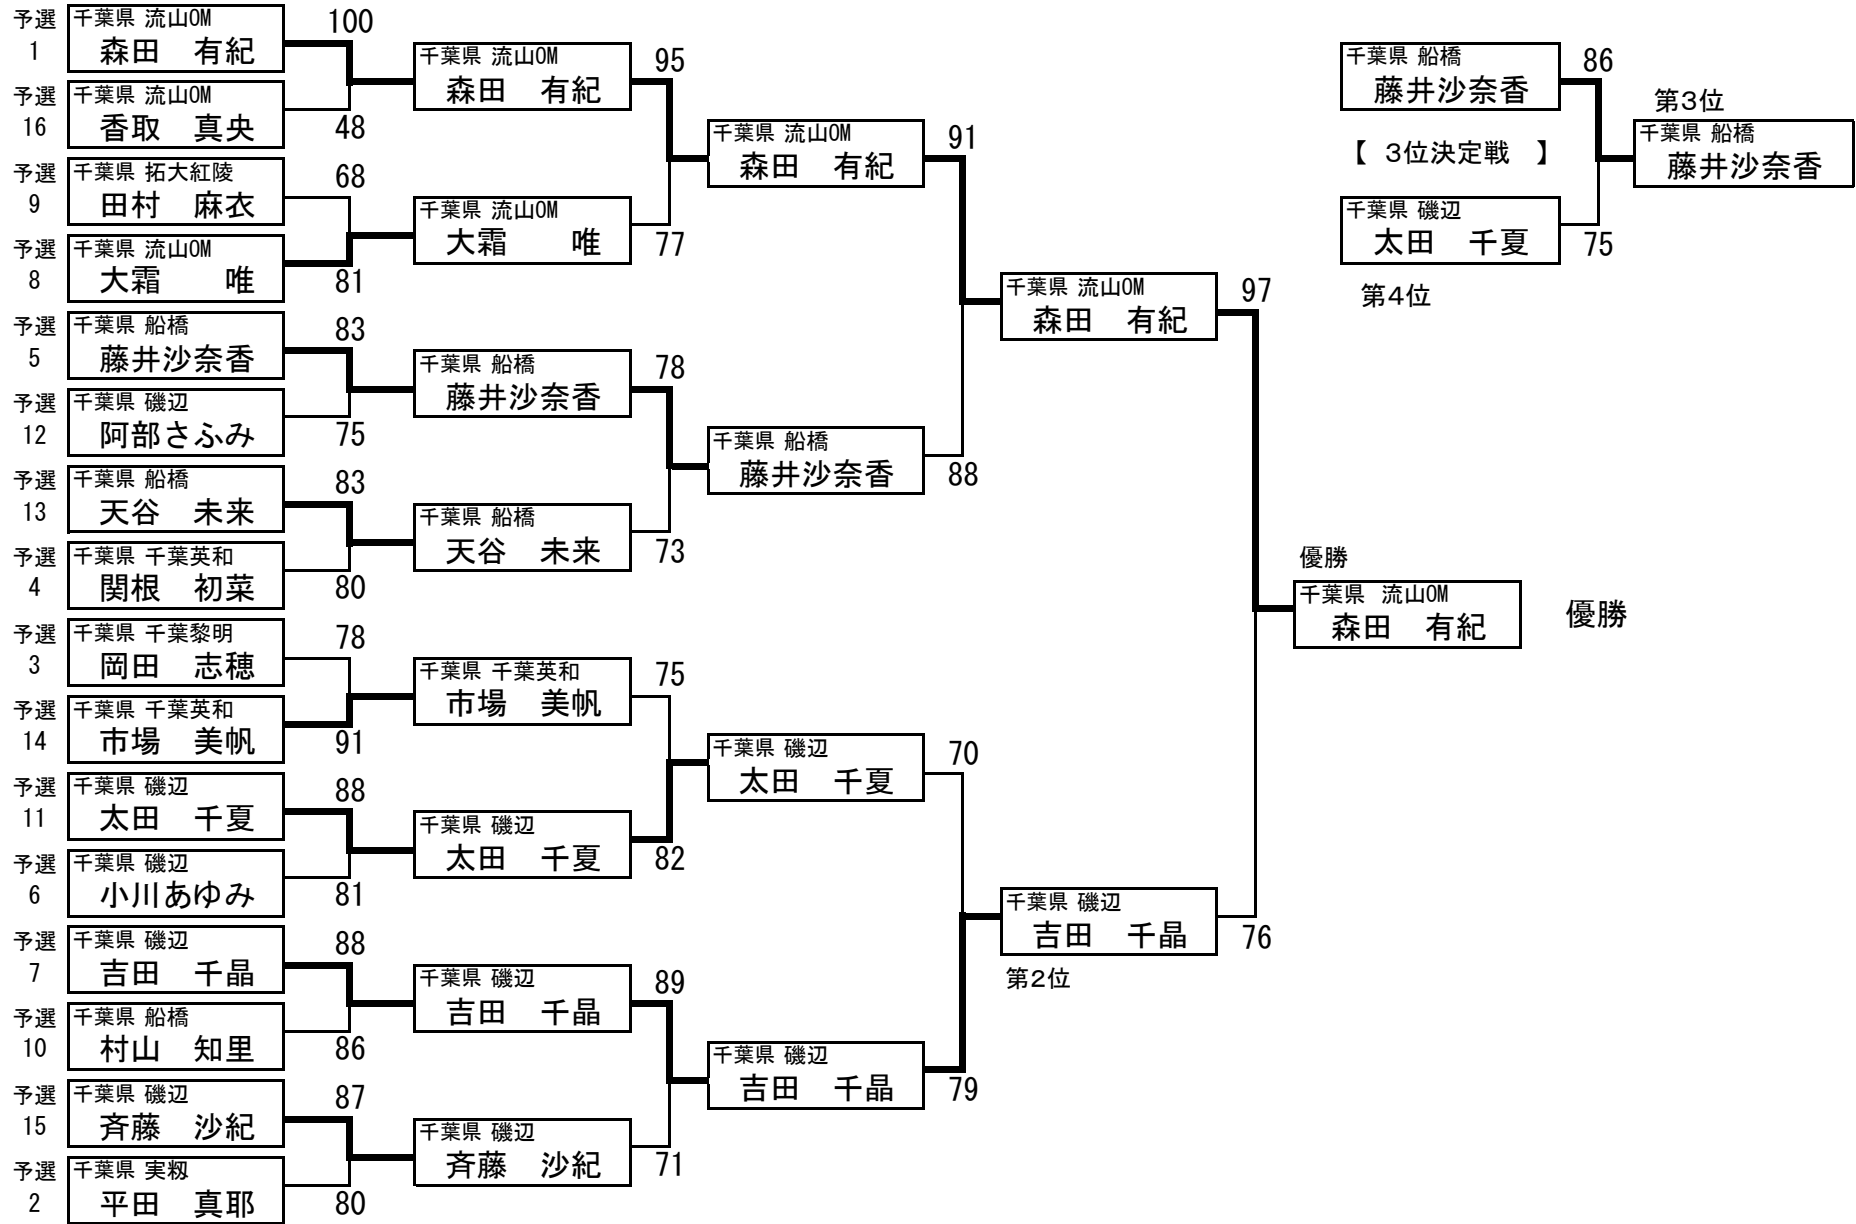 予選
1
千葉県 流山OM
森田 有紀
100
予選
16
千葉県 流山OM
香取 真央
48
予選
9
千葉県 拓大紅陵
田村 麻衣
68
予選
8
千葉県 流山OM
大霜 唯
81
予選
5
千葉県 船橋
藤井沙奈香
83
予選
12
千葉県 磯辺
阿部さふみ
75
予選
13
千葉県 船橋
天谷 未来
83
予選
4
千葉県 千葉英和
関根 初菜
80
予選
3
千葉県 千葉黎明
岡田 志穂
78
予選
14
千葉県 千葉英和
市場 美帆
91
予選
11
千葉県 磯辺
太田 千夏
88
予選
6
千葉県 磯辺
小川あゆみ
81
予選
7
千葉県 磯辺
吉田 千晶
88
予選
10
千葉県 船橋
村山 知里
86
予選
15
千葉県 磯辺
斉藤 沙紀
87
予選
2
千葉県 実籾
平田 真耶
80
千葉県 流山OM
森田 有紀
95
千葉県 流山OM
大霜 唯
77
千葉県 船橋
藤井沙奈香
78
千葉県 船橋
天谷 未来
73
千葉県 千葉英和
市場 美帆
75
千葉県 磯辺
太田 千夏
82
千葉県 磯辺
吉田 千晶
89
千葉県 磯辺
斉藤 沙紀
71
千葉県 流山OM
森田 有紀
91
千葉県 船橋
藤井沙奈香
88
千葉県 磯辺
太田 千夏
70
千葉県 磯辺
吉田 千晶
79
千葉県 流山OM
森田 有紀
97
千葉県 磯辺
吉田 千晶
76
第2位
優勝
千葉県 流山OM
森田 有紀
優勝
千葉県 船橋
藤井沙奈香
86
【 3位決定戦 】
千葉県 磯辺
太田 千夏
75
第4位
第3位
千葉県 船橋
藤井沙奈香